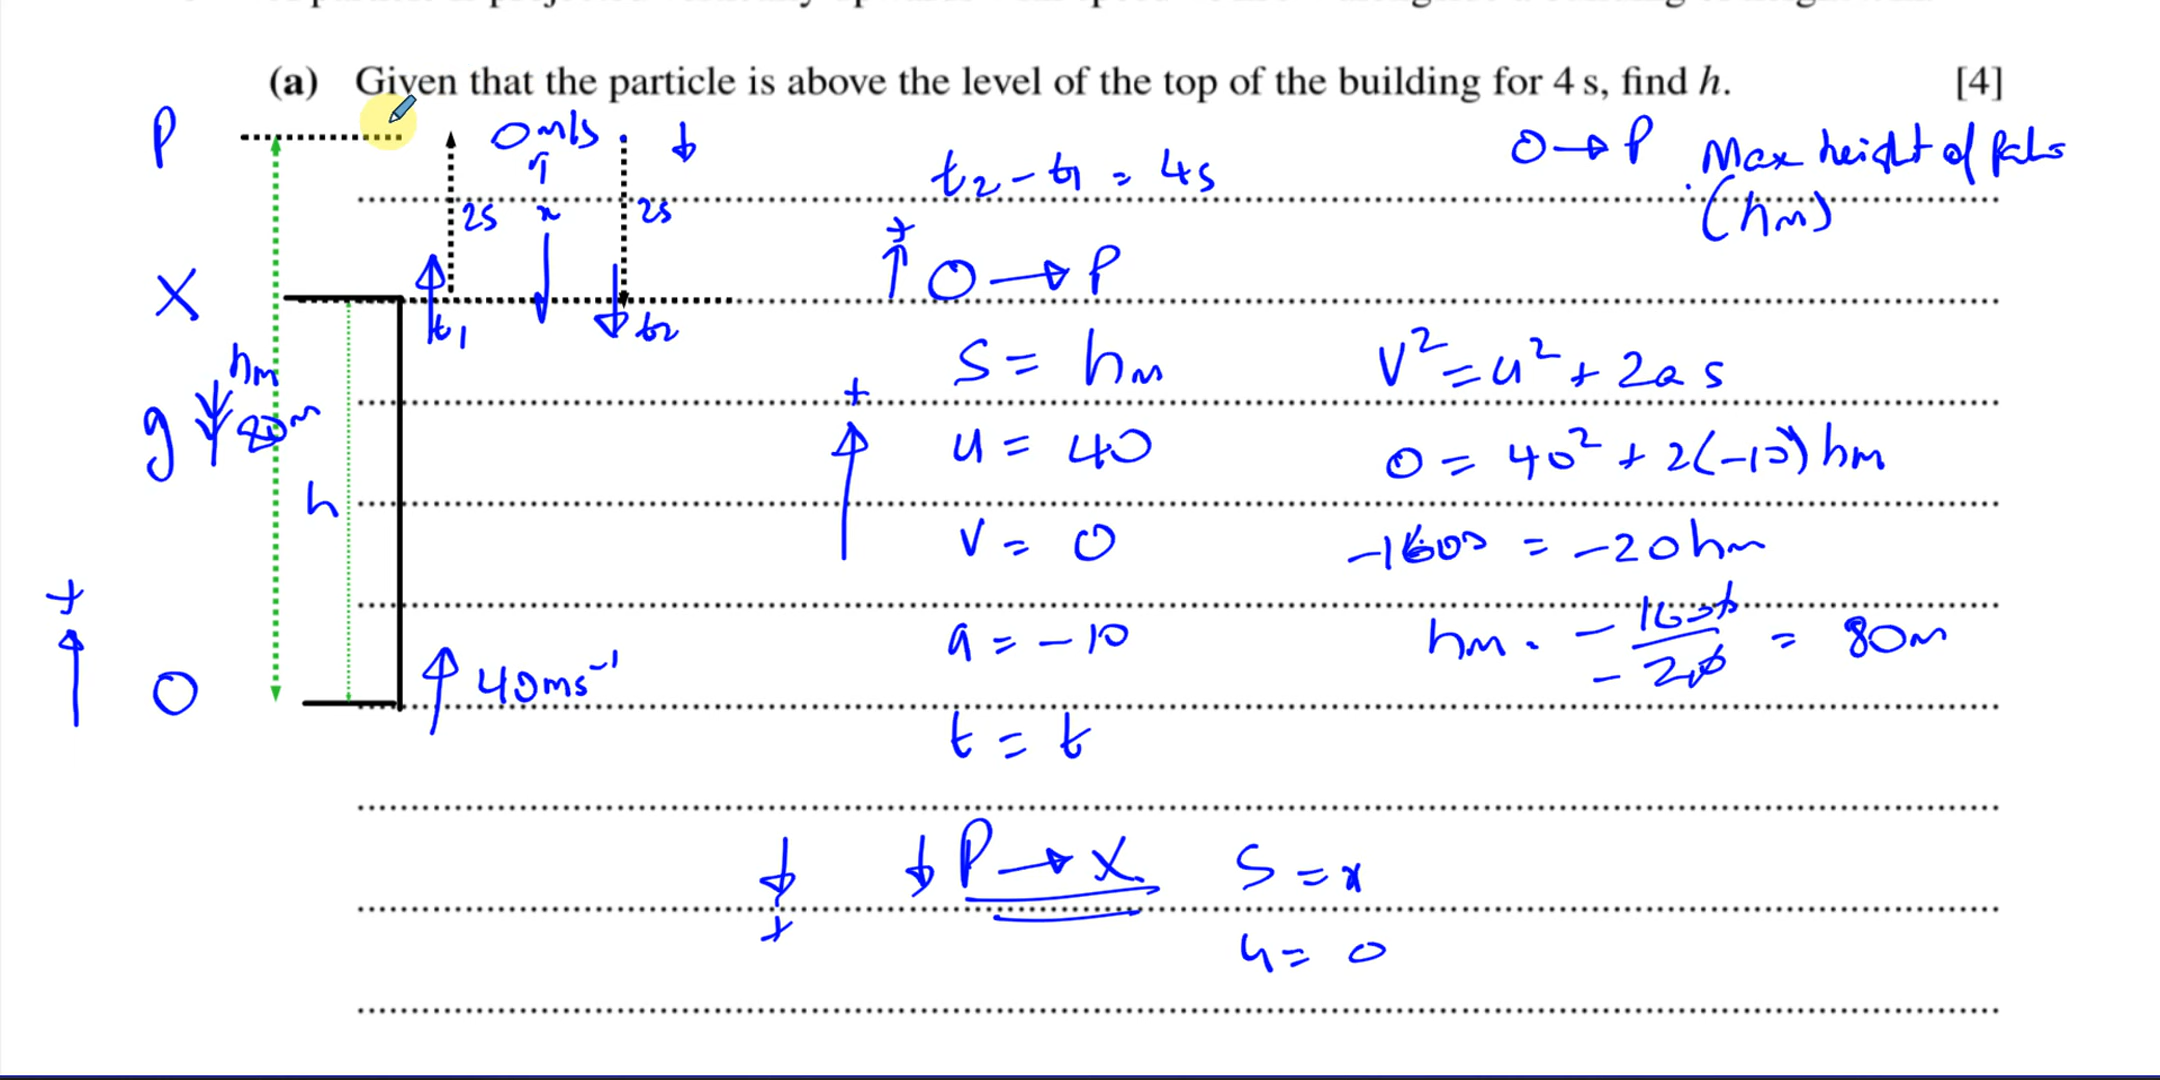 (a) Given that the particle is above the level of the top of the building for 4 s, find h. [4]
P
0 m/s
2s
x
2s
t₂ - t₁ = 4s
O → P
Max height of
(hm)
X
t₁
t₂
+
O → P
hm
g
80m
h
+
O
40ms⁻¹
+
s = hm
u = 40
v = 0
a = -10
t = t
v² = u² + 2as
0 = 40² + 2(-10)hm
-1600 = -20hm
hm = -1600/-20 = 80m
+
P → X
s = x
u = 0